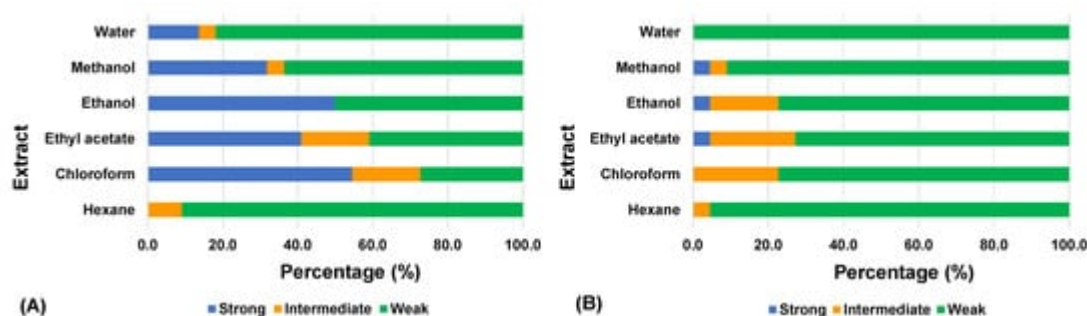 Extract
Water
Methanol
Ethanol
Ethyl acetate
Chloroform
Hexane
0.0 20.0 40.0 60.0 80.0 100.0
Percentage (%)
(A)
Strong Intermediate Weak
Extract
Water
Methanol
Ethanol
Ethyl acetate
Chloroform
Hexane
0.0 20.0 40.0 60.0 80.0 100.0
Percentage (%)
(B)
Strong Intermediate Weak